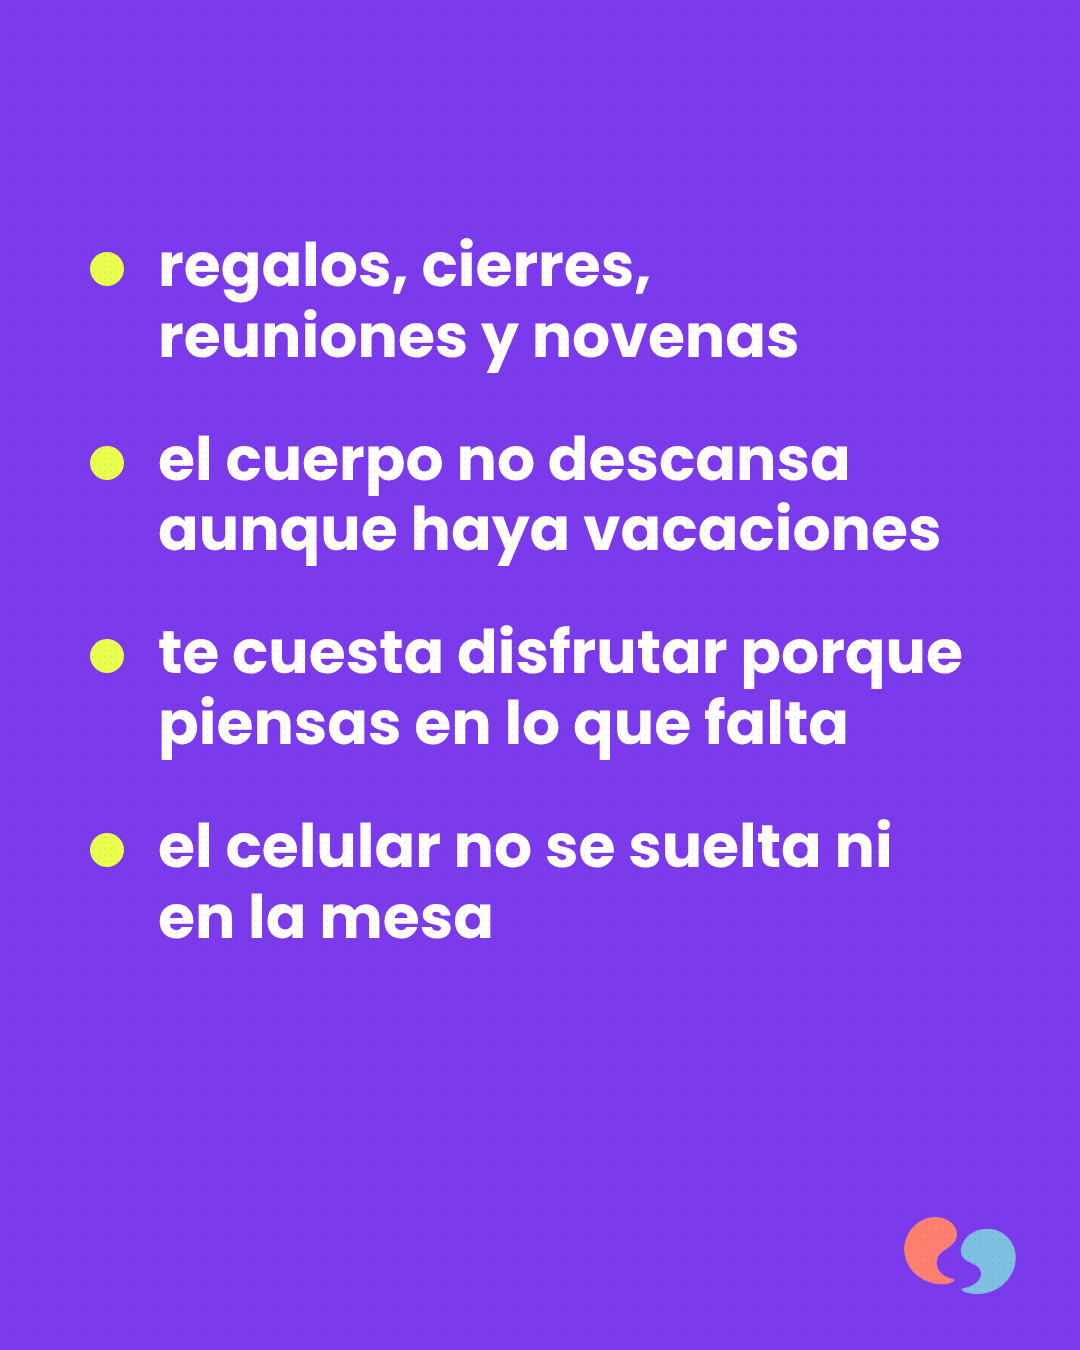 regalos, cierres,
reuniones y novenas
el cuerpo no descansa
aunque haya vacaciones
te cuesta disfrutar porque
piensas en lo que falta
el celular no se suelta ni
en la mesa